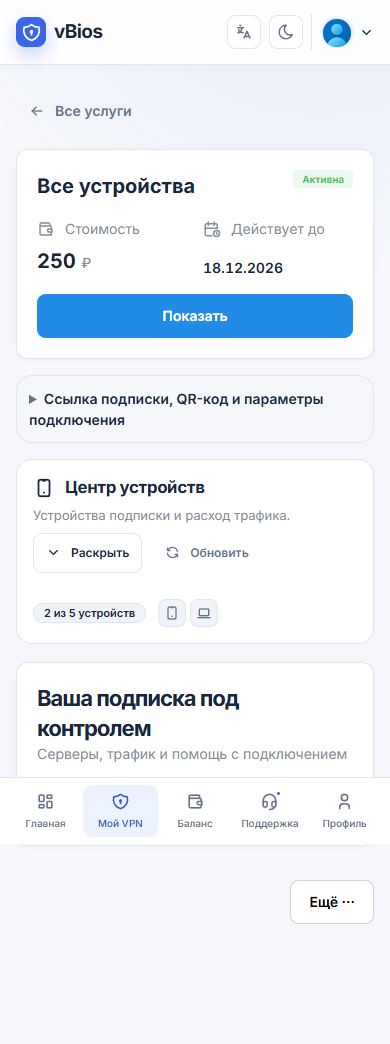 vBios
Все услуги
Все устройства
Активна
Стоимость
Действует до
250 ₽
18.12.2026
Показать
▶ Ссылка подписки, QR-код и параметры
подключения
Центр устройств
Устройства подписки и расход трафика.
Раскрыть
Обновить
2 из 5 устройств
Ваша подписка под
контролем
Серверы, трафик и помощь с подключением
Главная
Мой VPN
Баланс
Поддержка
Профиль
Ещё ···